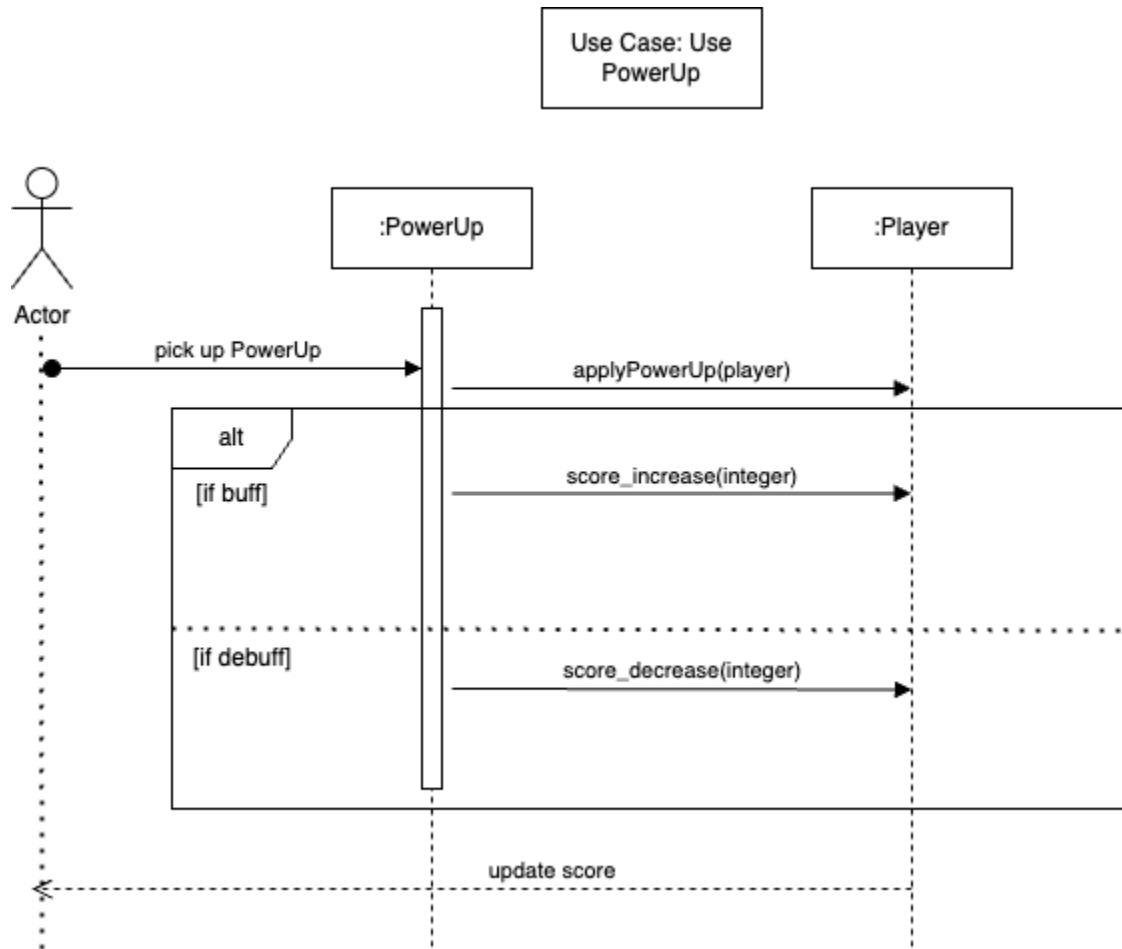 Use Case: Use
PowerUp
:PowerUp
:Player
Actor
pick up PowerUp
applyPowerUp(player)
alt
score_increase(integer)
[if buff]
[if debuff]
score_decrease(integer)
update score